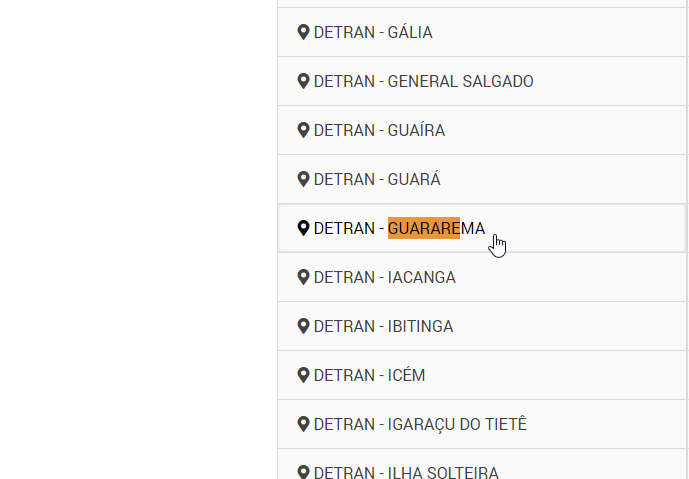 DETRAN - GÁLIA
DETRAN - GENERAL SALGADO
DETRAN - GUAÍRA
DETRAN - GUARÁ
DETRAN - GUARAREMA
DETRAN - IACANGA
DETRAN - IBITINGA
DETRAN - ICÉM
DETRAN - IGARAÇU DO TIETÊ
DETRAN - ILHA SOLTEIRA